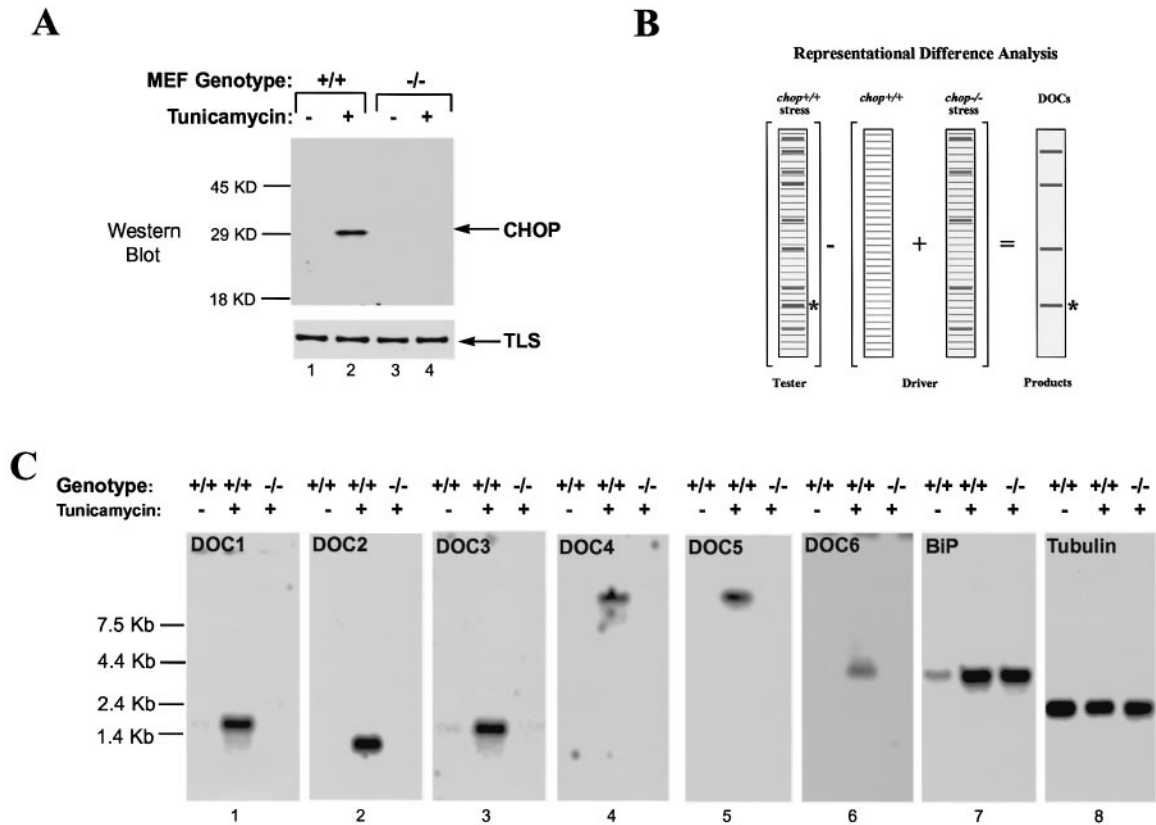 A
MEF Genotype: +/+ -/-
Tunicamycin: - + - +
45 KD
29 KD
18 KD
Western
Blot
CHOP
TLS
1 2 3 4
B
Representational Difference Analysis
chop+/+
stress
chop+/+
chop-/-
stress
DOCs
- + =
* *
Tester Driver Products
C
Genotype: +/+ +/+ -/- +/+ +/+ -/- +/+ +/+ -/- +/+ +/+ -/- +/+ +/+ -/- +/+ +/+ -/- +/+ +/+ -/- +/+ +/+ -/-
Tunicamycin: - + + - + + - + + - + + - + + - + + - + + - + +
DOC1 DOC2 DOC3 DOC4 DOC5 DOC6 BiP Tubulin
7.5 Kb
4.4 Kb
2.4 Kb
1.4 Kb
1 2 3 4 5 6 7 8